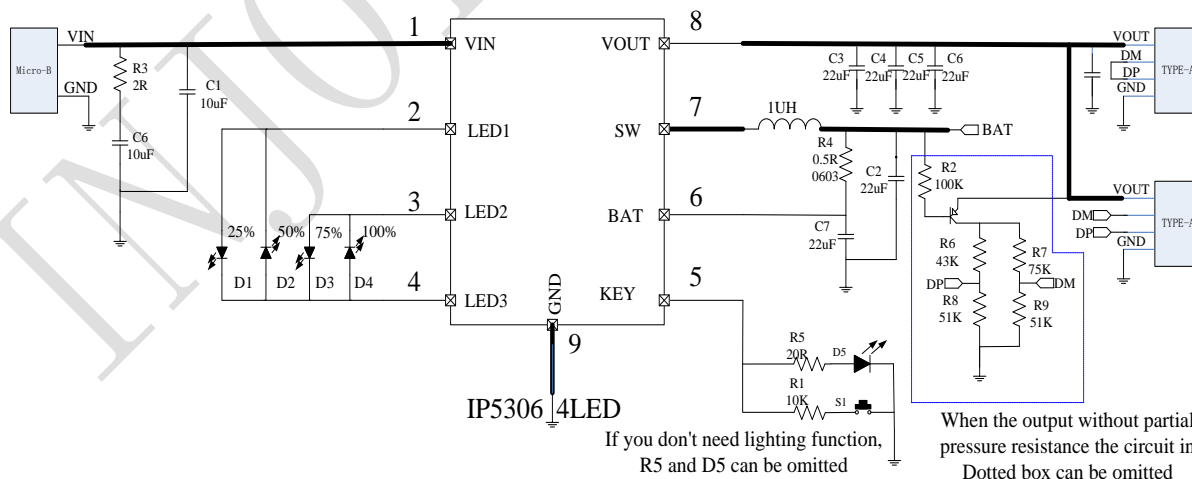 INJO
Micro-B
VIN
GND
R3
2R
C6
10uF
C1
10uF
1
VIN
2
LED1
3
LED2
4
LED3
25%
50%
75%
100%
D1
D2
D3
D4
GND
9
IP5306 4LED
8
VOUT
7
SW
6
BAT
5
KEY
C3
22uF
C4
22uF
C5
22uF
C6
22uF
1UH
BAT
R4
0.5R
0603
C2
22uF
C7
22uF
R2
100K
R6
43K
R7
75K
DP
DM
R8
51K
R9
51K
VOUT
DM
DP
GND
TYPE-A
VOUT
DM
DP
GND
TYPE-A
R5
20R
D5
R1
10K
S1
If you don't need lighting function,
R5 and D5 can be omitted
When the output without partial
pressure resistance the circuit in
Dotted box can be omitted